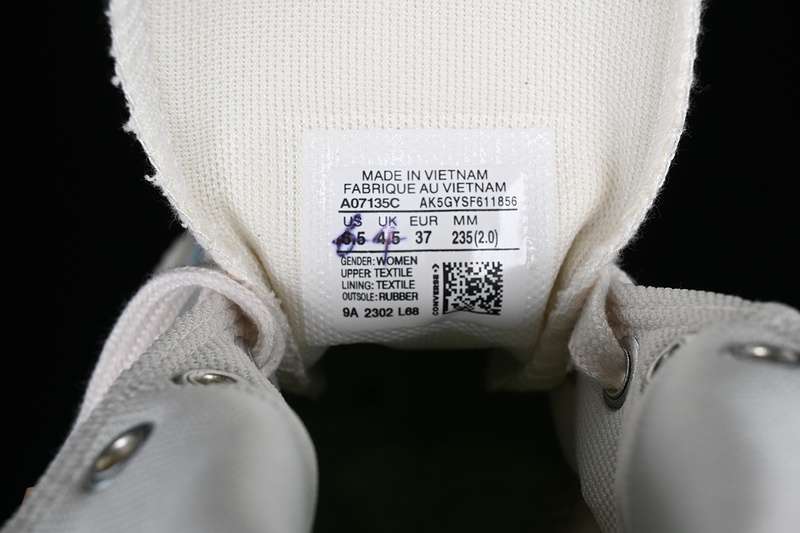 MADE IN VIETNAM
FABRIQUE AU VIETNAM
A07135C AK5GYSF611856
US UK EUR MM
6.5 4.5 37 235(2.0)
GENDER: WOMEN
UPPER: TEXTILE
LINING: TEXTILE
OUTSOLE: RUBBER
9A 2302 L68